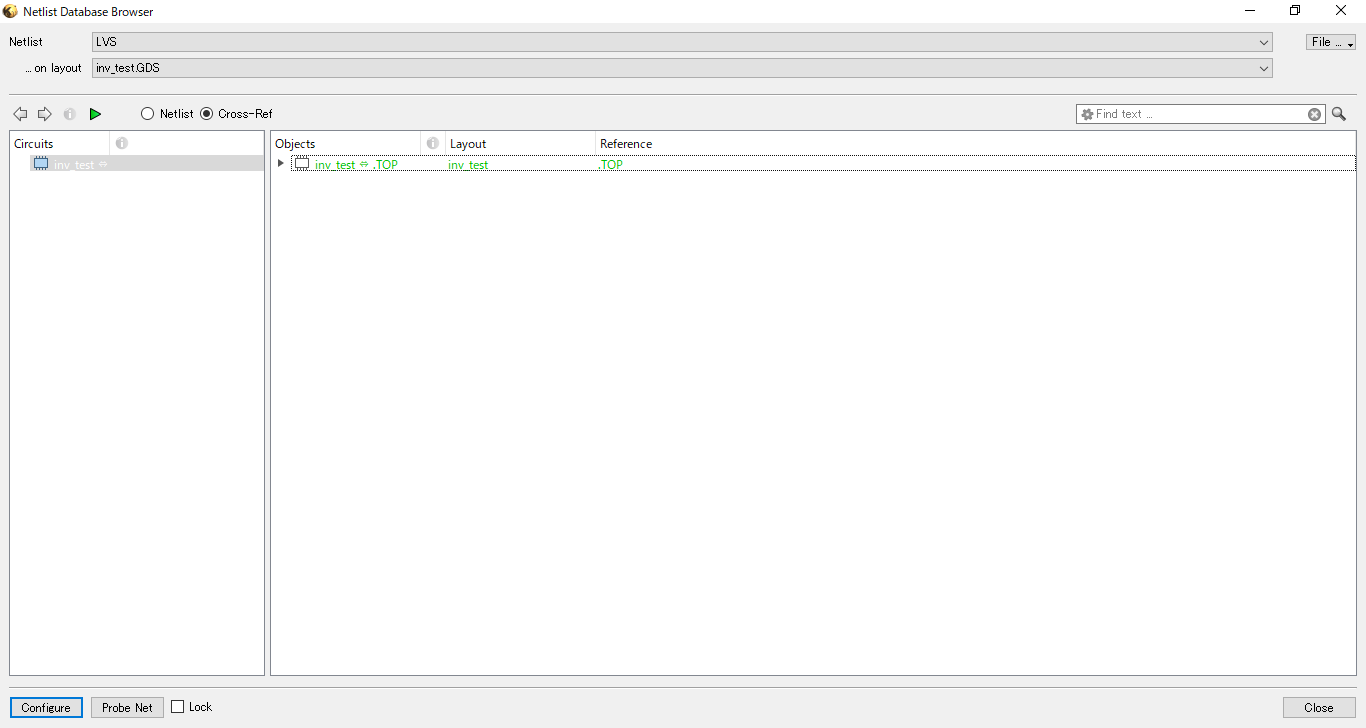 Netlist Database Browser
Netlist LVS File ...
... on layout inv_test.GDS
Netlist Cross-Ref Find text ...
Circuits Objects Layout Reference
inv_test ⇔ inv_test ⇔ .TOP inv_test .TOP
Configure Probe Net Lock Close